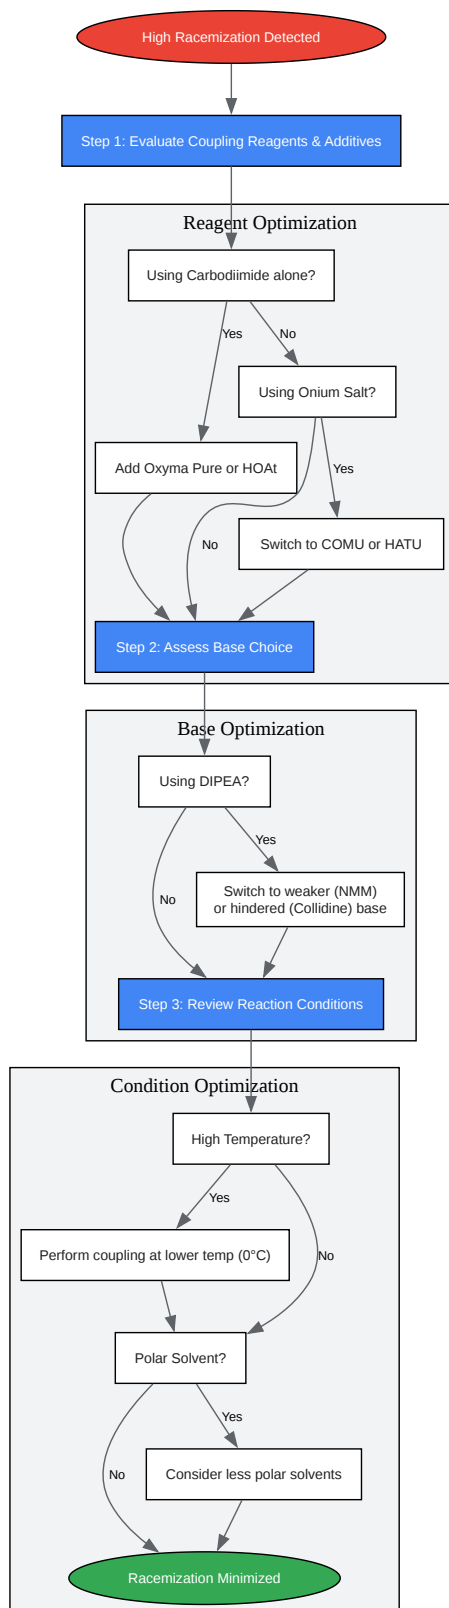 High Racemization Detected
Step 1: Evaluate Coupling Reagents & Additives
Reagent Optimization
Using Carbodiimide alone?
Yes
No
Using Onium Salt?
Add Oxyma Pure or HOAt
Yes
No
Switch to COMU or HATU
Step 2: Assess Base Choice
Base Optimization
Using DIPEA?
Yes
No
Switch to weaker (NMM)
or hindered (Collidine) base
Step 3: Review Reaction Conditions
Condition Optimization
High Temperature?
Yes
No
Perform coupling at lower temp (0°C)
Polar Solvent?
Yes
No
Consider less polar solvents
Racemization Minimized